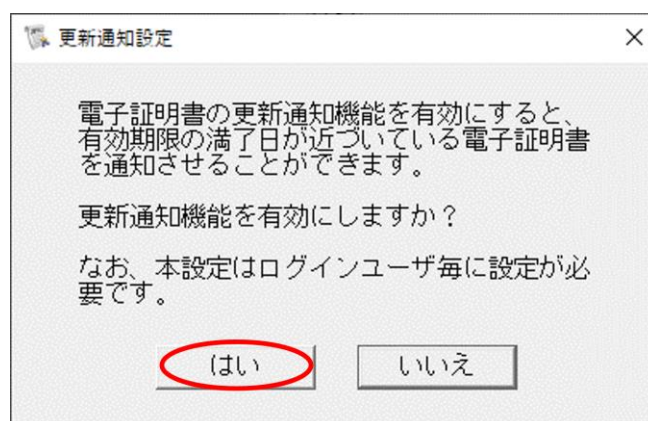 更新通知設定
電子証明書の更新通知機能を有効にすると、
有効期限の満了日が近づいている電子証明書
を通知させることができます。
更新通知機能を有効にしますか？
なお、本設定はログインユーザ毎に設定が必
要です。
はい
いいえ